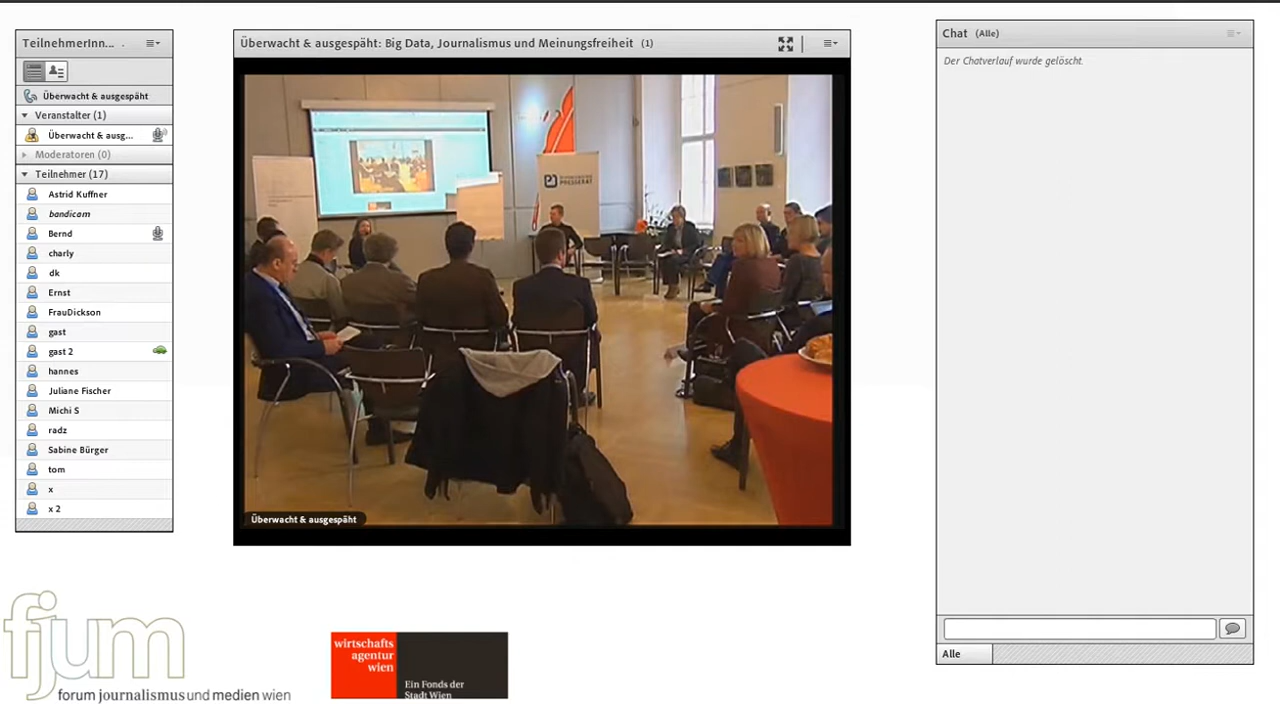 TeilnehmerInn... .
Überwacht & ausgespäht
Veranstalter (1)
Überwacht & ausg...
Moderatoren (0)
Teilnehmer (17)
Astrid Kuffner
bandicam
Bernd
charly
dk
Ernst
FrauDickson
gast
gast 2
hannes
Juliane Fischer
Michi S
radz
Sabine Bürger
tom
x
x 2
Überwacht & ausgespäht: Big Data, Journalismus und Meinungsfreiheit (1)
PRESSERAT
Überwacht & ausgespäht
Chat (Alle)
Der Chatverlauf wurde gelöscht.
Alle
fjum
forum journalismus und medien wien
wirtschafts
agentur
wien
Ein Fonds der
Stadt Wien